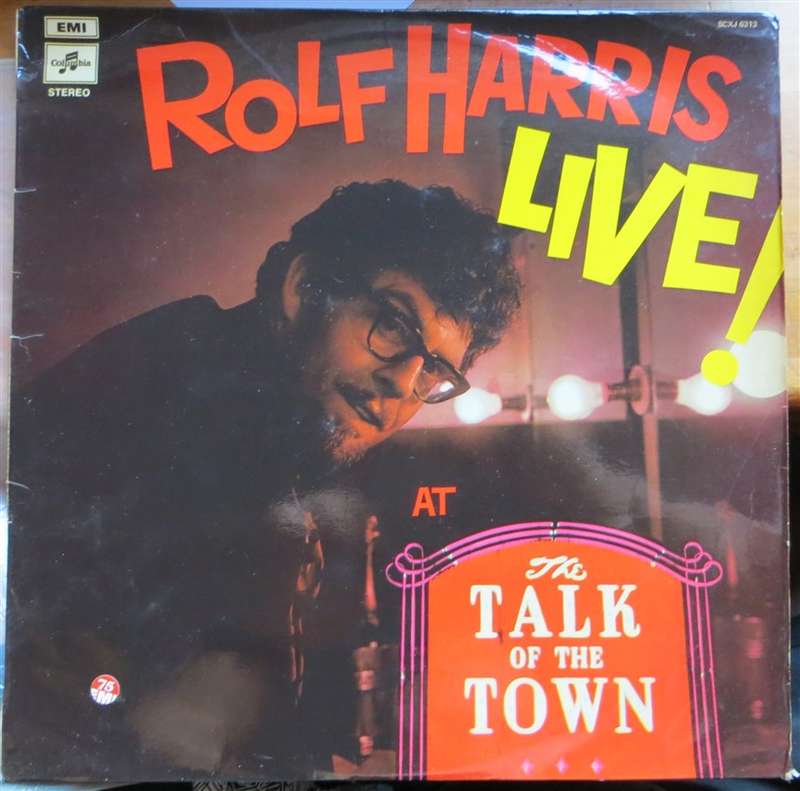 EMI
Columbia
STEREO
SCXJ 6313
ROLF HARRIS
LIVE!
AT
The
TALK
OF THE
TOWN
75
EMI